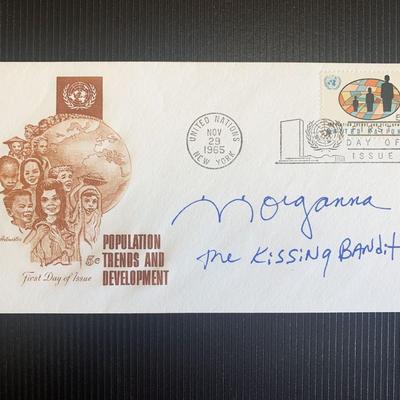 UNITED NATIONS
NOV
29
1965
NEW YORK
DAY OF
ISSUE
5c
POPULATION
TRENDS AND
DEVELOPMENT
First Day of Issue
Morganna
The Kissing Bandit